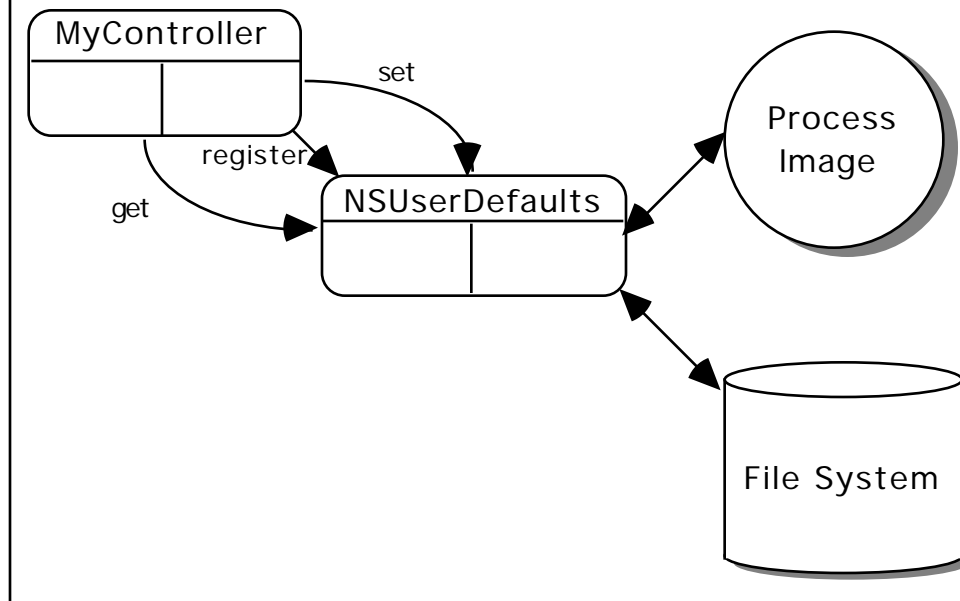 MyController
set
register
get
NSUserDefaults
Process
Image
File System